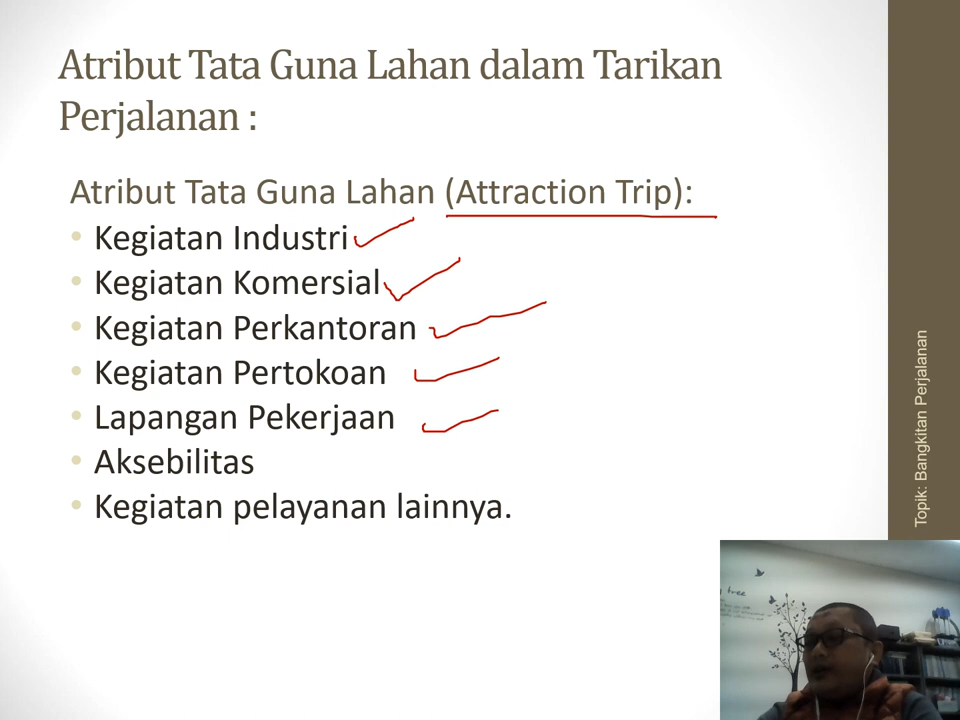 Atribut Tata Guna Lahan dalam Tarikan
Perjalanan :
Atribut Tata Guna Lahan (Attraction Trip):
• Kegiatan Industri
• Kegiatan Komersial
• Kegiatan Perkantoran
• Kegiatan Pertokoan
• Lapangan Pekerjaan
• Aksebilitas
• Kegiatan pelayanan lainnya.
Topik: Bangkitan Perjalanan
tree